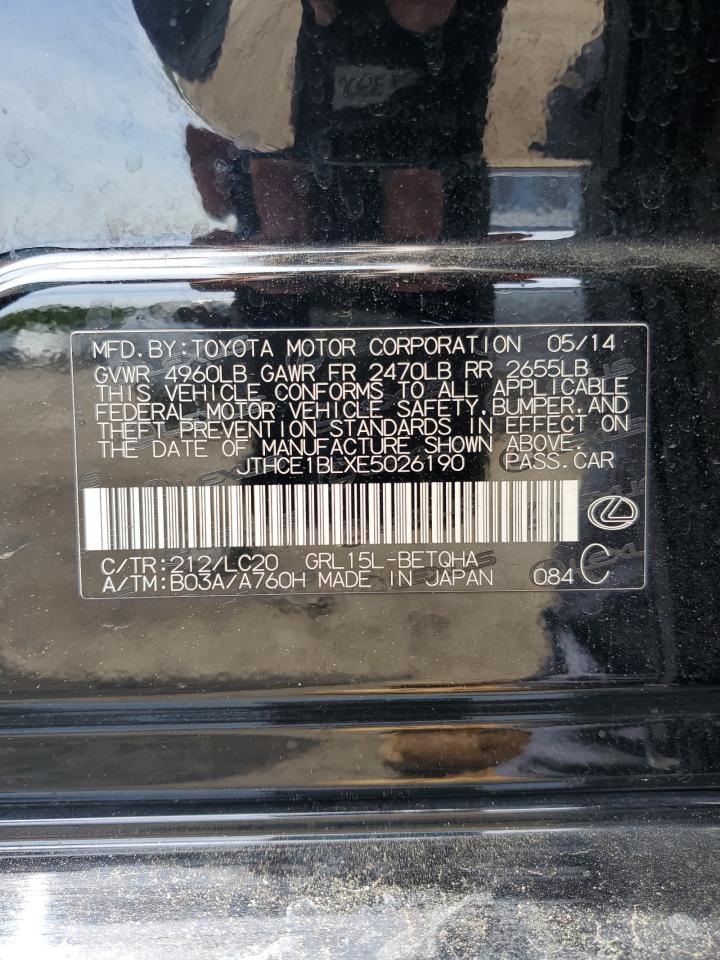 MFD.BY:TOYOTA MOTOR CORPORATION 05/14
GVWR 4960LB GAWR FR 2470LB RR 2655LB
THIS VEHICLE CONFORMS TO ALL APPLICABLE
FEDERAL MOTOR VEHICLE SAFETY,BUMPER,AND
THEFT PREVENTION STANDARDS IN EFFECT ON
THE DATE OF MANUFACTURE SHOWN ABOVE.
JTHCE1BLXE5026190 PASS.CAR
C/TR:212/LC20 GRL15L-BETQHA
A/TM:B03A/A760H MADE IN JAPAN 084 C